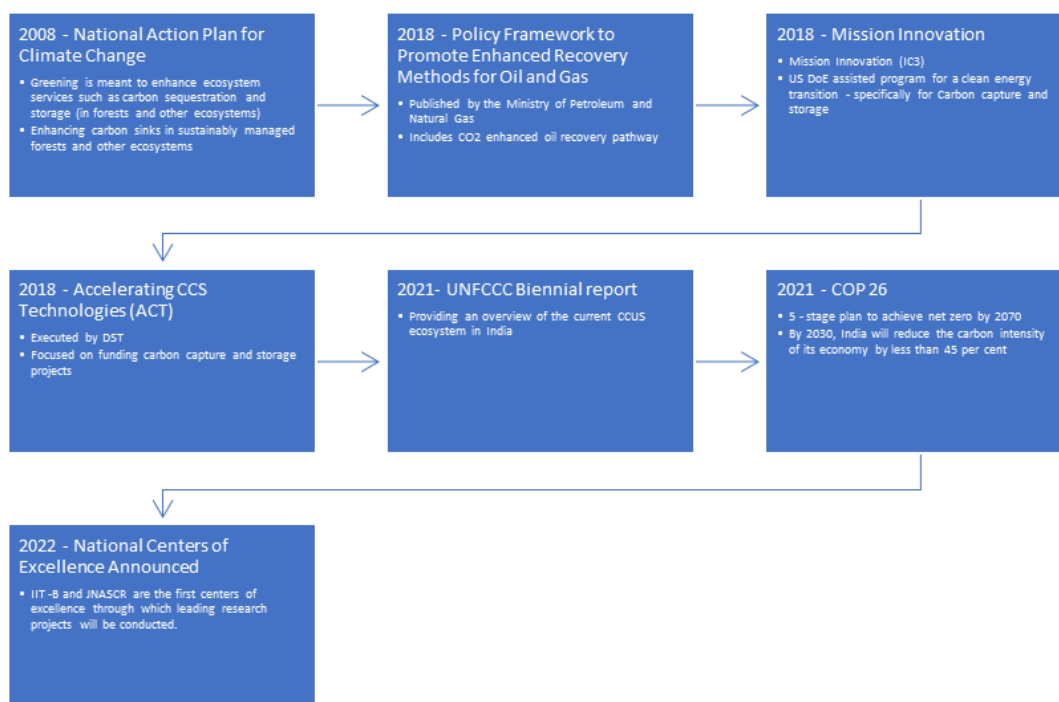 2008 - National Action Plan for
Climate Change
▪ Greening is meant to enhance ecosystem
services such as carbon sequestration and
storage (in forests and other ecosystems)
▪ Enhancing carbon sinks in sustainably managed
forests and other ecosystems
2018 - Policy Framework to
Promote Enhanced Recovery
Methods for Oil and Gas
▪ Published by the Ministry of Petroleum and
Natural Gas
▪ Includes CO2 enhanced oil recovery pathway
2018 - Mission Innovation
▪ Mission Innovation (IC3)
▪ US DoE assisted program for a clean energy
transition - specifically for Carbon capture and
storage
2018 - Accelerating CCS
Technologies (ACT)
▪ Executed by DST
▪ Focused on funding carbon capture and storage
projects
2021- UNFCCC Biennial report
▪ Providing an overview of the current CCUS
ecosystem in India
2021 - COP 26
▪ 5 - stage plan to achieve net zero by 2070
▪ By 2030, India will reduce the carbon intensity
of its economy by less than 45 per cent
2022 - National Centers of
Excellence Announced
▪ IIT -B and JNASCR are the first centers of
excellence through which leading research
projects will be conducted.